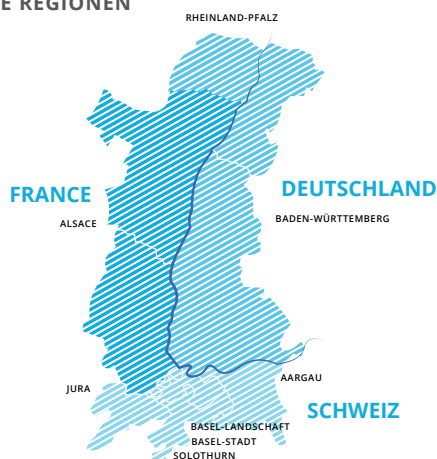 E REGIONEN
RHEINLAND-PFALZ
FRANCE
DEUTSCHLAND
ALSACE
BADEN-WÜRTTEMBERG
JURA
AARGAU
SCHWEIZ
BASEL-LANDSCHAFT
BASEL-STADT
SOLOTHURN